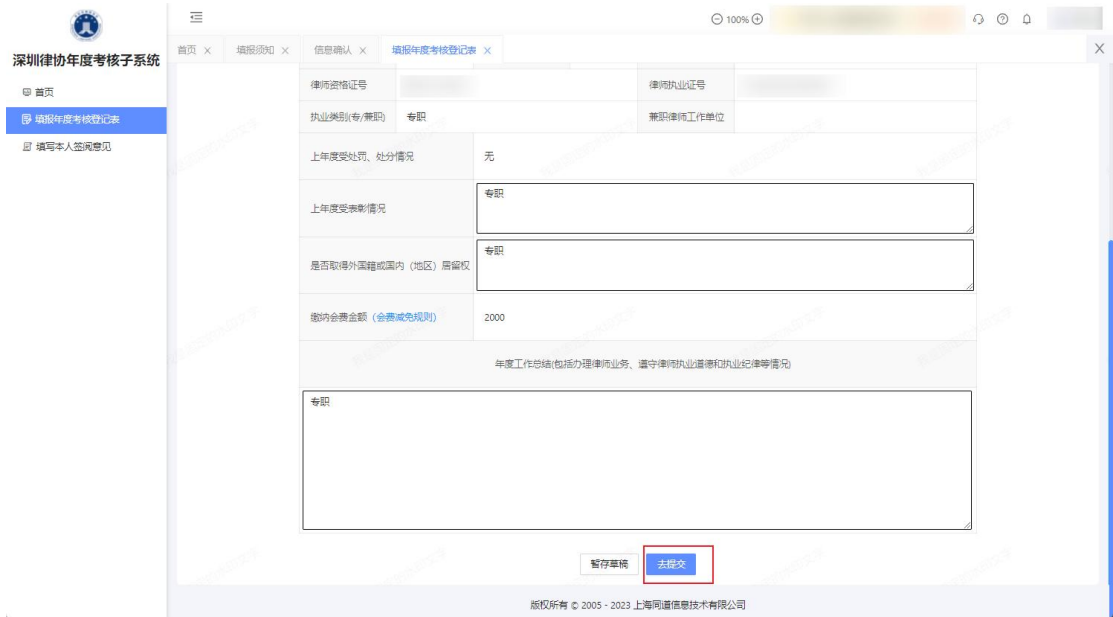 100%
深圳律协年度考核子系统
首页
填报年度考核登记表
填写本人签阅意见
首页 × 填报须知 × 信息确认 × 填报年度考核登记表 ×
律师资格证号 律师执业证号
执业类别(专/兼职) 专职 兼职律师工作单位
上年度受处罚、处分情况 无
上年度受表彰情况 专职
是否取得外国籍或国内（地区）居留权 专职
缴纳会费金额（会费减免规则） 2000
年度工作总结(包括办理律师业务、遵守律师执业道德和执业纪律等情况)
专职
暂存草稿 去提交
版权所有 © 2005 - 2023 上海同道信息技术有限公司